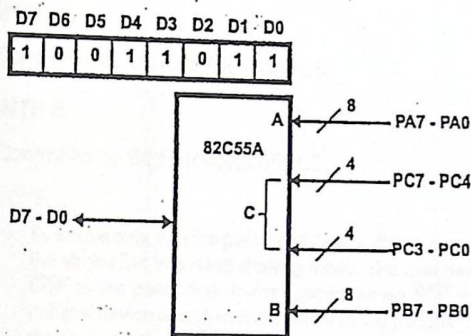 D7 D6 D5 D4 D3 D2 D1 D0
1 0 0 1 1 0 1 1
A 8 PA7 - PA0
82C55A
4 PC7 - PC4
C
D7 - D0
4 PC3 - PC0
B 8 PB7 - PB0